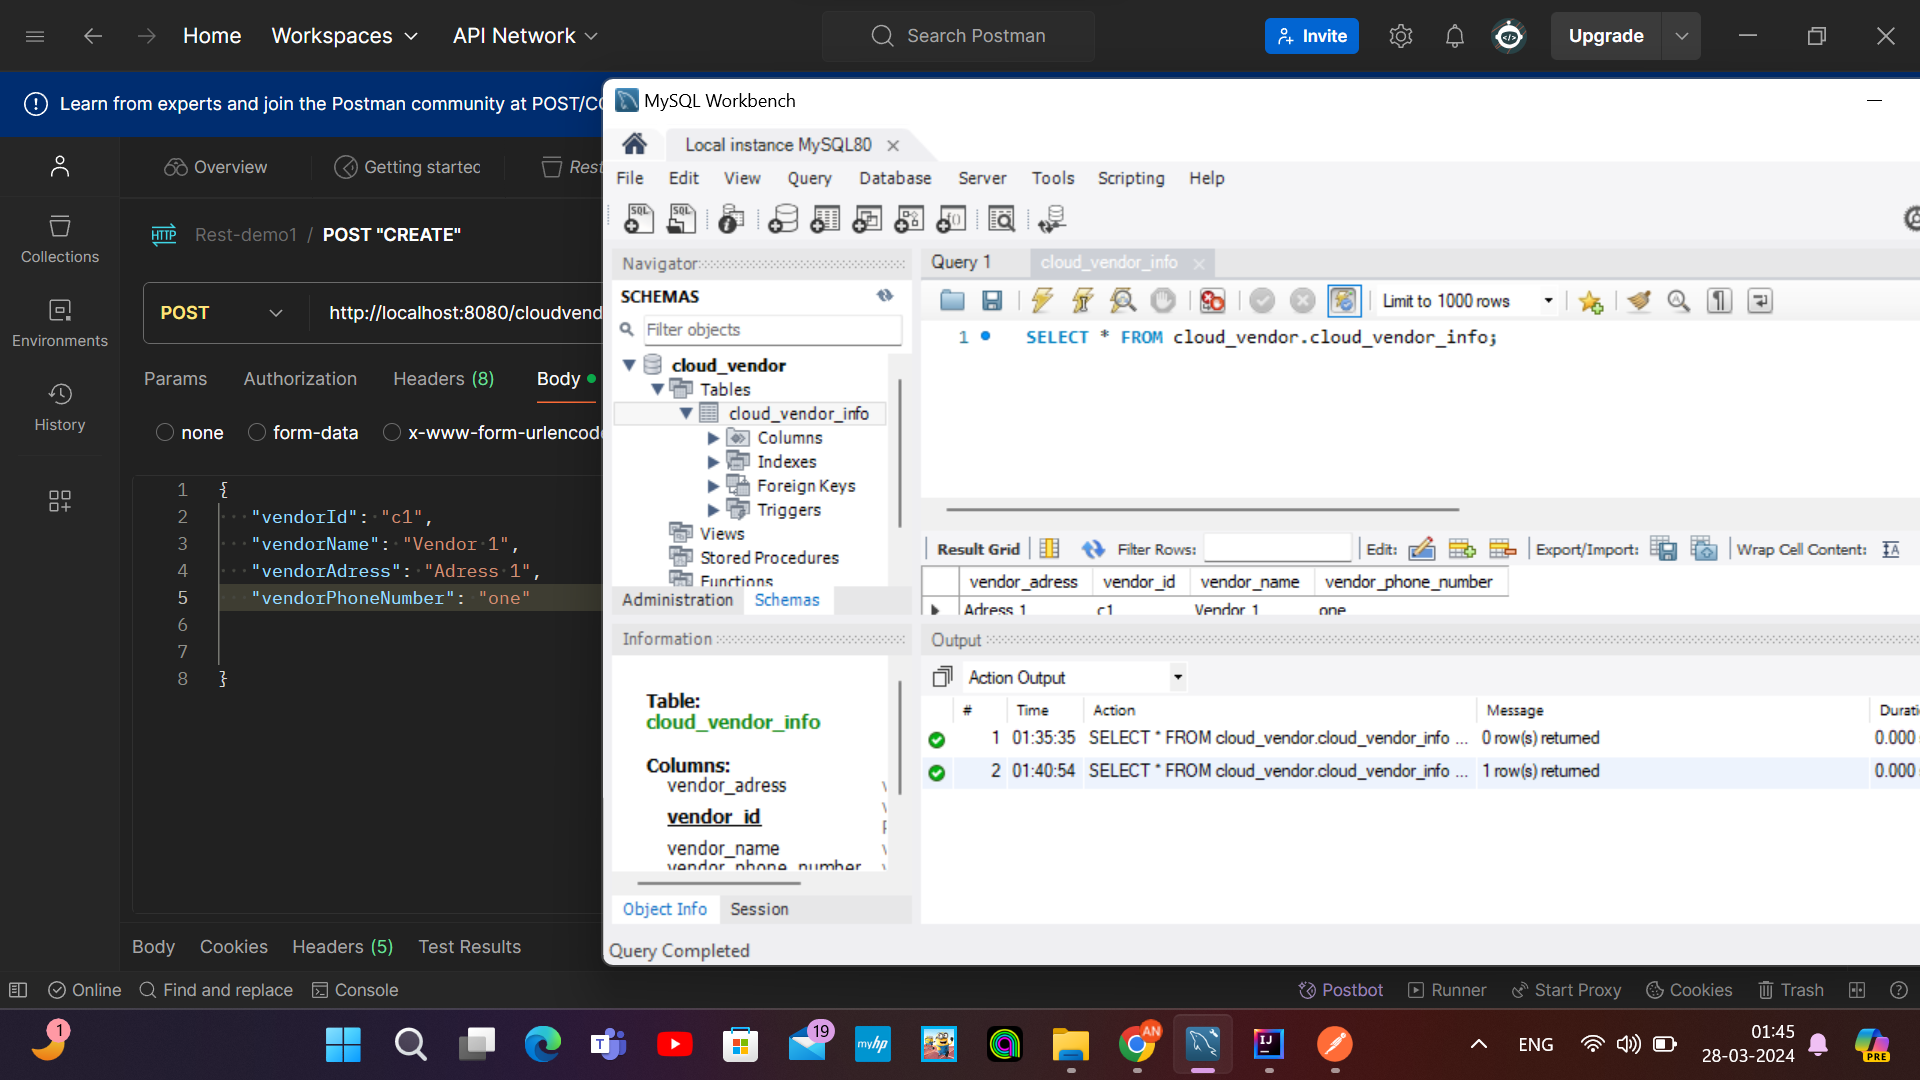 Home Workspaces API Network Search Postman Invite Upgrade
Learn from experts and join the Postman community at POST/CO
Overview Getting started Rest
Collections
Environments
History
HTTP Rest-demo1 / POST "CREATE"
POST http://localhost:8080/cloudvend
Params Authorization Headers (8) Body
none form-data x-www-form-urlencode
1 {
2 "vendorId": "c1",
3 "vendorName": "Vendor 1",
4 "vendorAdress": "Adress 1",
5 "vendorPhoneNumber": "one"
6
7
8 }
Body Cookies Headers (5) Test Results
MySQL Workbench
Local instance MySQL80
File Edit View Query Database Server Tools Scripting Help
Navigator
SCHEMAS
Filter objects
cloud_vendor
Tables
cloud_vendor_info
Columns
Indexes
Foreign Keys
Triggers
Views
Stored Procedures
Functions
Administration Schemas
Information
Table:
cloud_vendor_info
Columns:
vendor_adress
vendor_id
vendor_name
vendor_phone_number
Object Info Session
Query Completed
Query 1 cloud_vendor_info
Limit to 1000 rows
1 SELECT * FROM cloud_vendor.cloud_vendor_info;
Result Grid Filter Rows: Edit: Export/Import: Wrap Cell Content:
vendor_adress vendor_id vendor_name vendor_phone_number
Adress 1 c1 Vendor 1 one
Output
Action Output
# Time Action Message Durati
1 01:35:35 SELECT * FROM cloud_vendor.cloud_vendor_info ... 0 row(s) returned 0.000
2 01:40:54 SELECT * FROM cloud_vendor.cloud_vendor_info ... 1 row(s) returned 0.000
Online Find and replace Console Postbot Runner Start Proxy Cookies Trash
1 19 myhp AN IJ ENG 01:45
28-03-2024
PRE